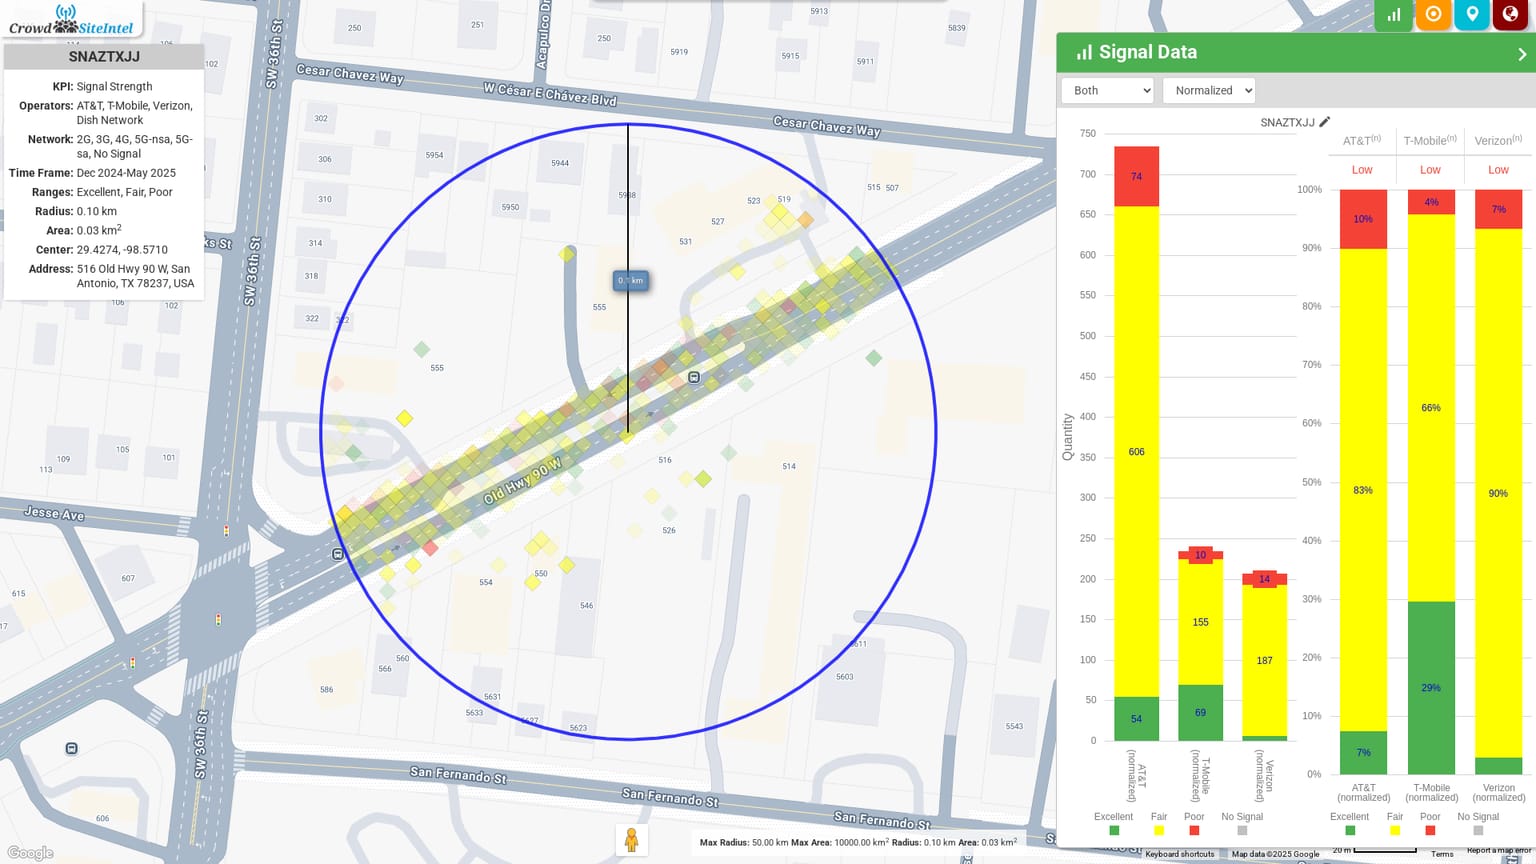 Crowd SiteIntel
SNAZTXJJ
KPI: Signal Strength
Operators: AT&T, T-Mobile, Verizon,
Dish Network
Network: 2G, 3G, 4G, 5G-nsa, 5G-
sa, No Signal
Time Frame: Dec 2024-May 2025
Ranges: Excellent, Fair, Poor
Radius: 0.10 km
Area: 0.03 km²
Center: 29.4274, -98.5710
Address: 516 Old Hwy 90 W, San
Antonio, TX 78237, USA
SW 36th St
Acapulco Dr
250
251
250
5913
5919
5915
5911
5839
Cesar Chavez Way
W César E Chávez Blvd
Cesar Chavez Way
102
302
306
310
314
318
322
5954
5944
5950
523
519
515
507
527
531
555
0.1 km
555
SW 36th St
106
102
Old Hwy 90 W
516
514
526
109
105
101
113
Jesse Ave
607
615
554
550
546
560
566
586
5631
5633
5627
5623
5611
5603
5543
606
SW 36th St
San Fernando St
San Fernando St
San Fernando St
Google
Max Radius: 50.00 km Max Area: 10000.00 km² Radius: 0.10 km Area: 0.03 km²
Keyboard shortcuts
Map data ©2025 Google
20 m
Terms
Report a map error
Signal Data
Both
Normalized
SNAZTXJJ
Quantity
750
700
650
600
550
500
450
400
350
300
250
200
150
100
50
0
74
606
54
10
155
69
14
187
AT&T
(normalized)
T-Mobile
(normalized)
Verizon
(normalized)
Excellent Fair Poor No Signal
AT&T(n) T-Mobile(n) Verizon(n)
Low Low Low
100%
90%
80%
70%
60%
50%
40%
30%
20%
10%
0%
10%
83%
7%
4%
66%
29%
7%
90%
AT&T
(normalized)
T-Mobile
(normalized)
Verizon
(normalized)
Excellent Fair Poor No Signal